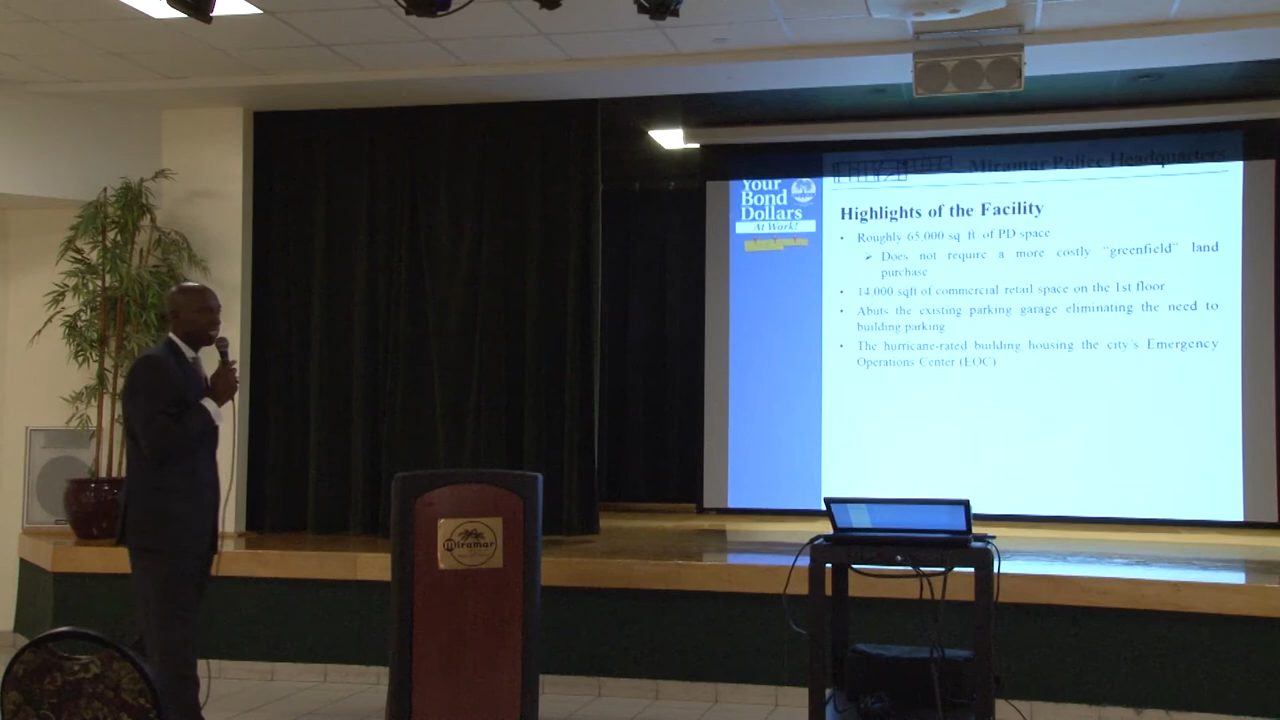 Miramar Police Headquarters
Your
Bond
Dollars
At Work!
Highlights of the Facility
• Roughly 65,000 sq ft of PD space
➤ Does not require a more costly “greenfield” land
purchase
• 14,000 sqft of commercial retail space on the 1st floor
• Abuts the existing parking garage eliminating the need to
building parking
• The hurricane-rated building housing the city’s Emergency
Operations Center (EOC)
miramar